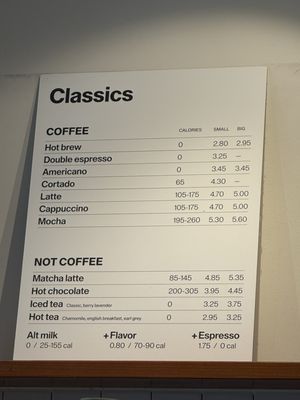 Classics
COFFEE CALORIES SMALL BIG
Hot brew 0 2.80 2.95
Double espresso 0 3.25 –
Americano 0 3.45 3.45
Cortado 65 4.30 –
Latte 105-175 4.70 5.00
Cappuccino 105-175 4.70 5.00
Mocha 195-260 5.30 5.60
NOT COFFEE
Matcha latte 85-145 4.85 5.35
Hot chocolate 200-305 3.95 4.45
Iced tea Classic, berry lavender 0 3.25 3.75
Hot tea Chamomile, english breakfast, earl grey 0 2.95 3.25
Alt milk +Flavor +Espresso
0 / 25-155 cal 0.80 / 70-90 cal 1.75 / 0 cal